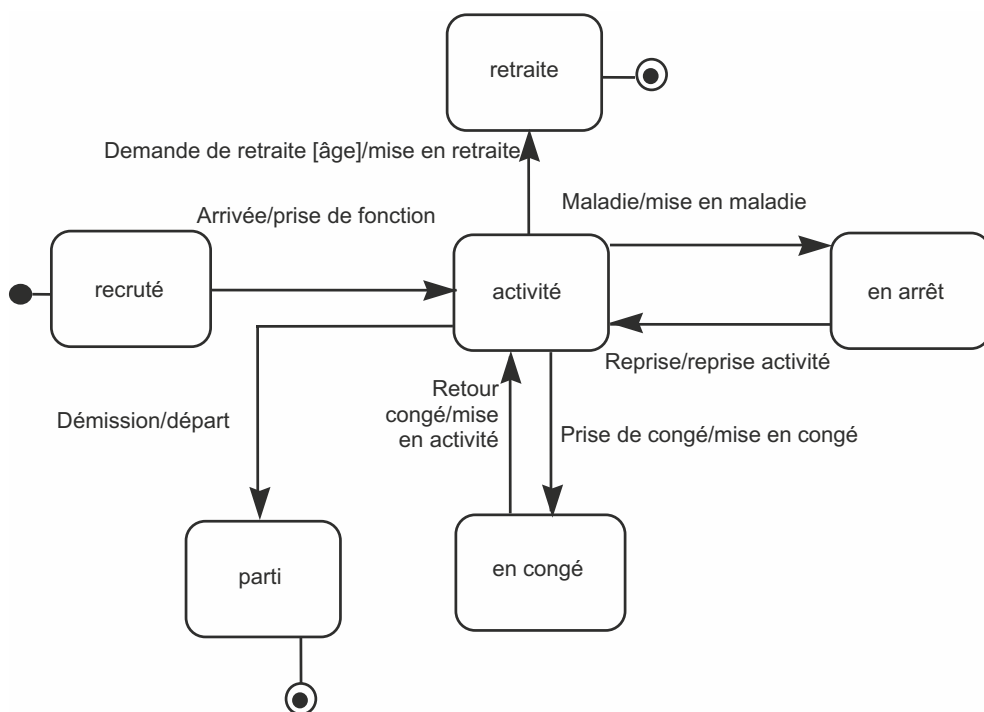 retraite
Demande de retraite [âge]/mise en retraite
Maladie/mise en maladie
Arrivée/prise de fonction
recruté
activité
en arrêt
Reprise/reprise activité
Retour
congé/mise
en activité
Démission/départ
Prise de congé/mise en congé
parti
en congé